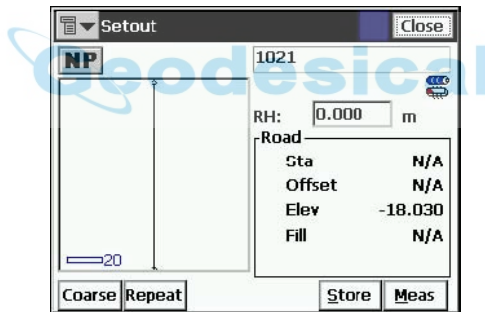 Setout Close
NP 1021
Geodesical
RH: 0.000 m
Road
Sta N/A
Offset N/A
Elev -18.030
Fill N/A
20
Coarse Repeat Store Meas